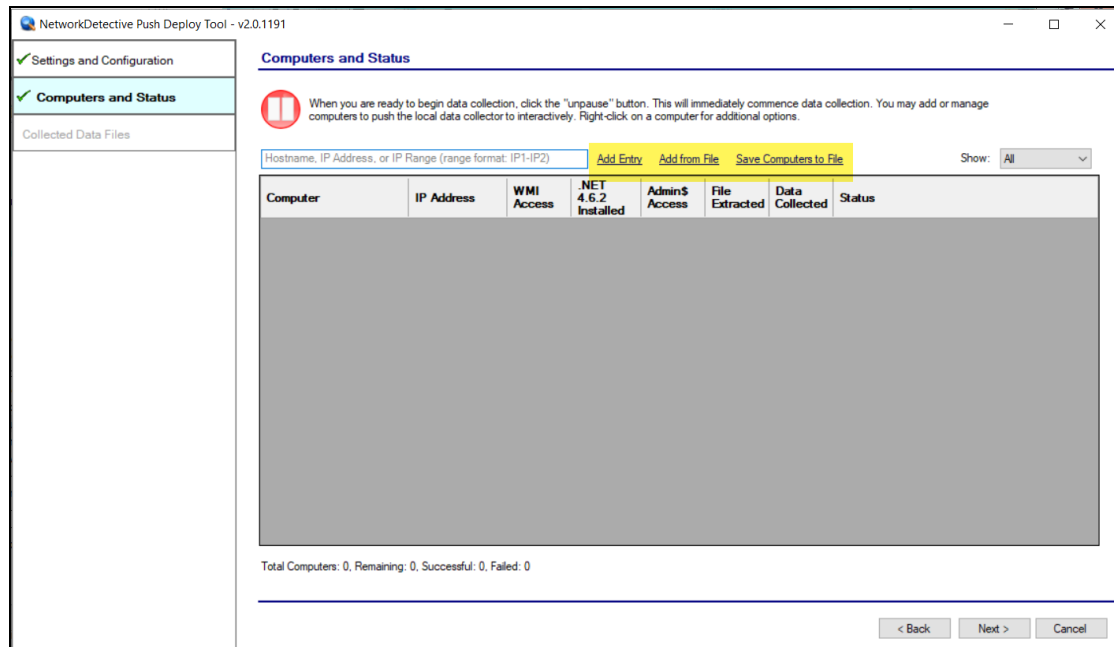 NetworkDetective Push Deploy Tool - v2.0.1191
Settings and Configuration
Computers and Status
Collected Data Files
Computers and Status
When you are ready to begin data collection, click the "unpause" button. This will immediately commence data collection. You may add or manage
computers to push the local data collector to interactively. Right-click on a computer for additional options.
Hostname, IP Address, or IP Range (range format: IP1-IP2) Add Entry Add from File Save Computers to File Show: All
Computer IP Address WMI Access .NET 4.6.2 Installed Admin$ Access File Extracted Data Collected Status
Total Computers: 0, Remaining: 0, Successful: 0, Failed: 0
< Back Next > Cancel